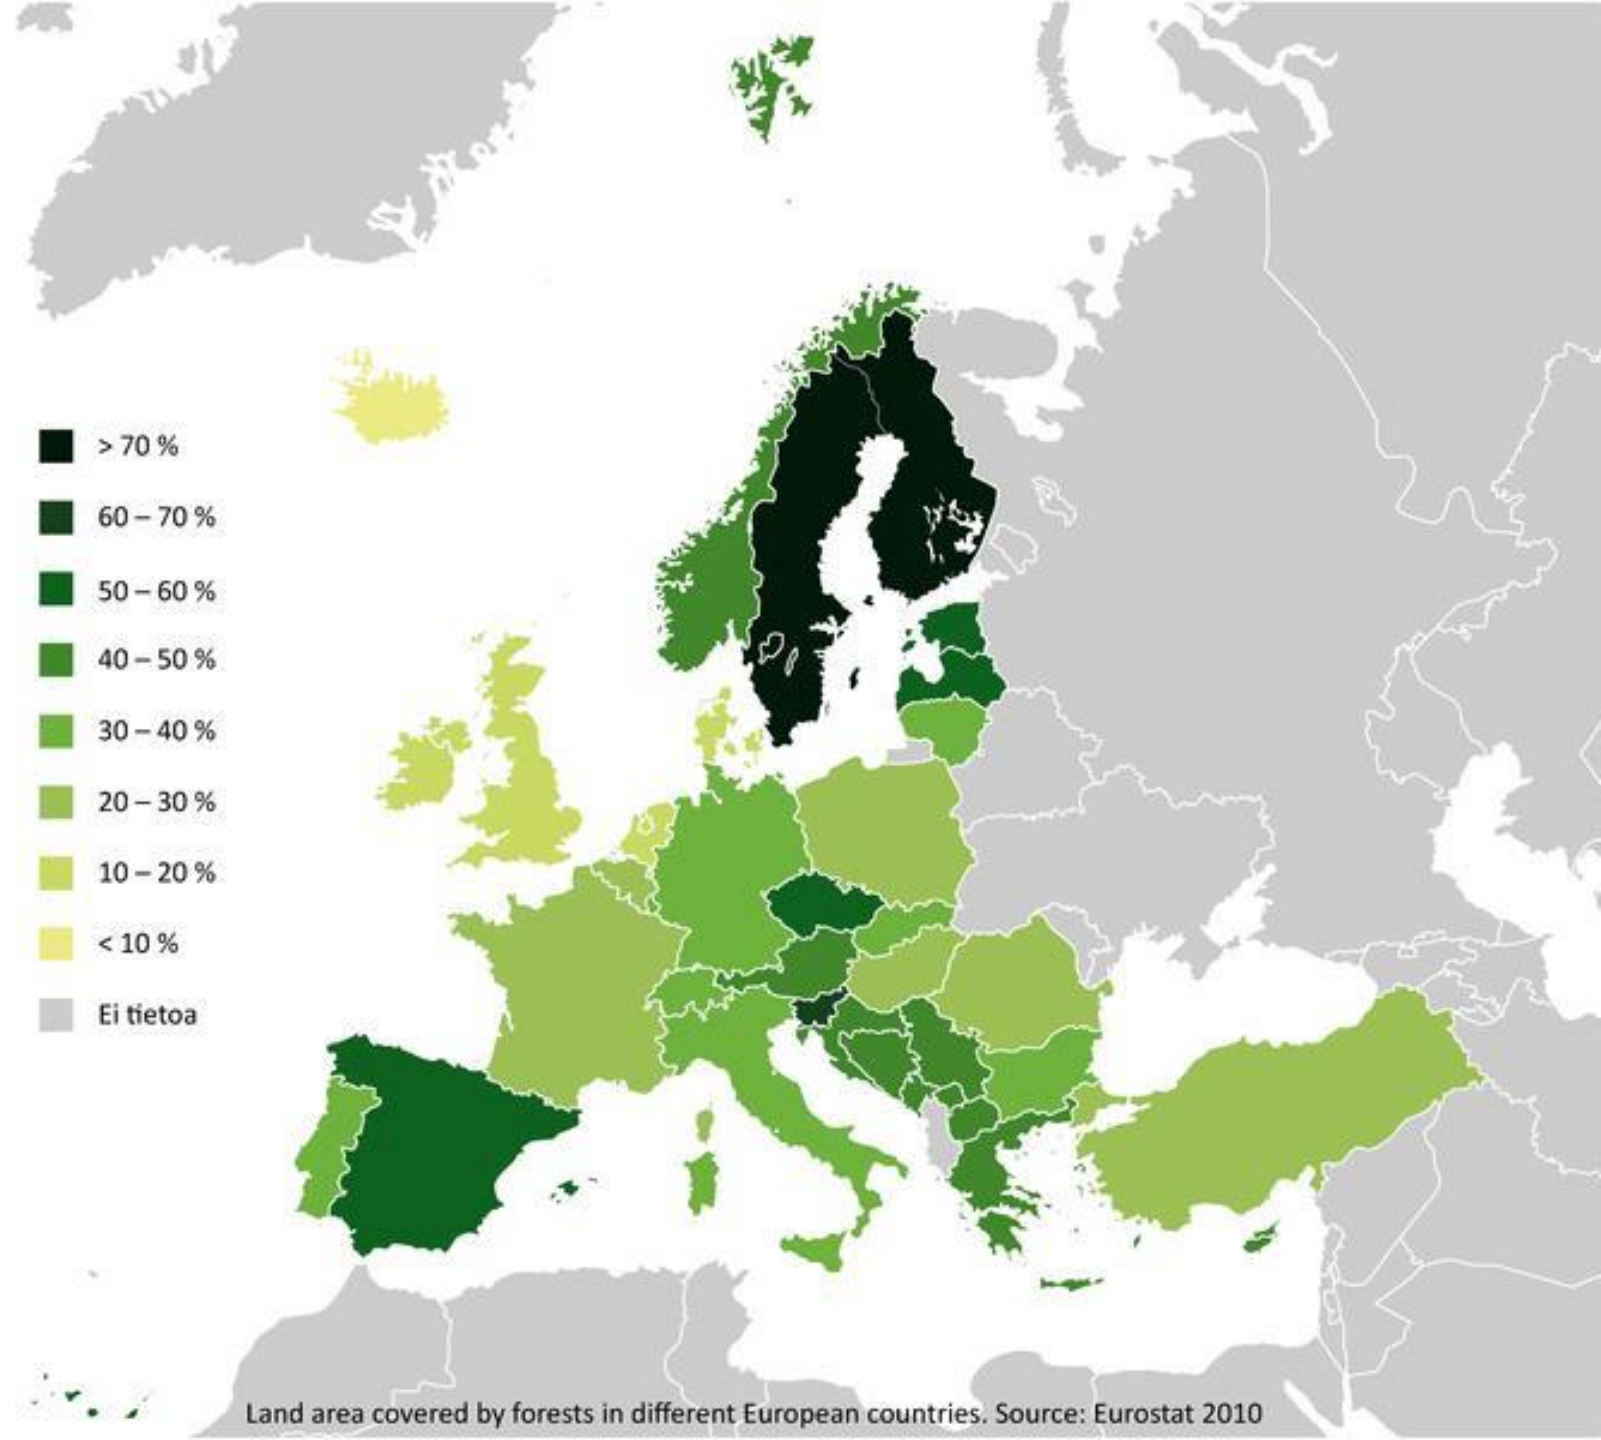 > 70 %
60 – 70 %
50 – 60 %
40 – 50 %
30 – 40 %
20 – 30 %
10 – 20 %
< 10 %
Ei tietoa
Land area covered by forests in different European countries. Source: Eurostat 2010